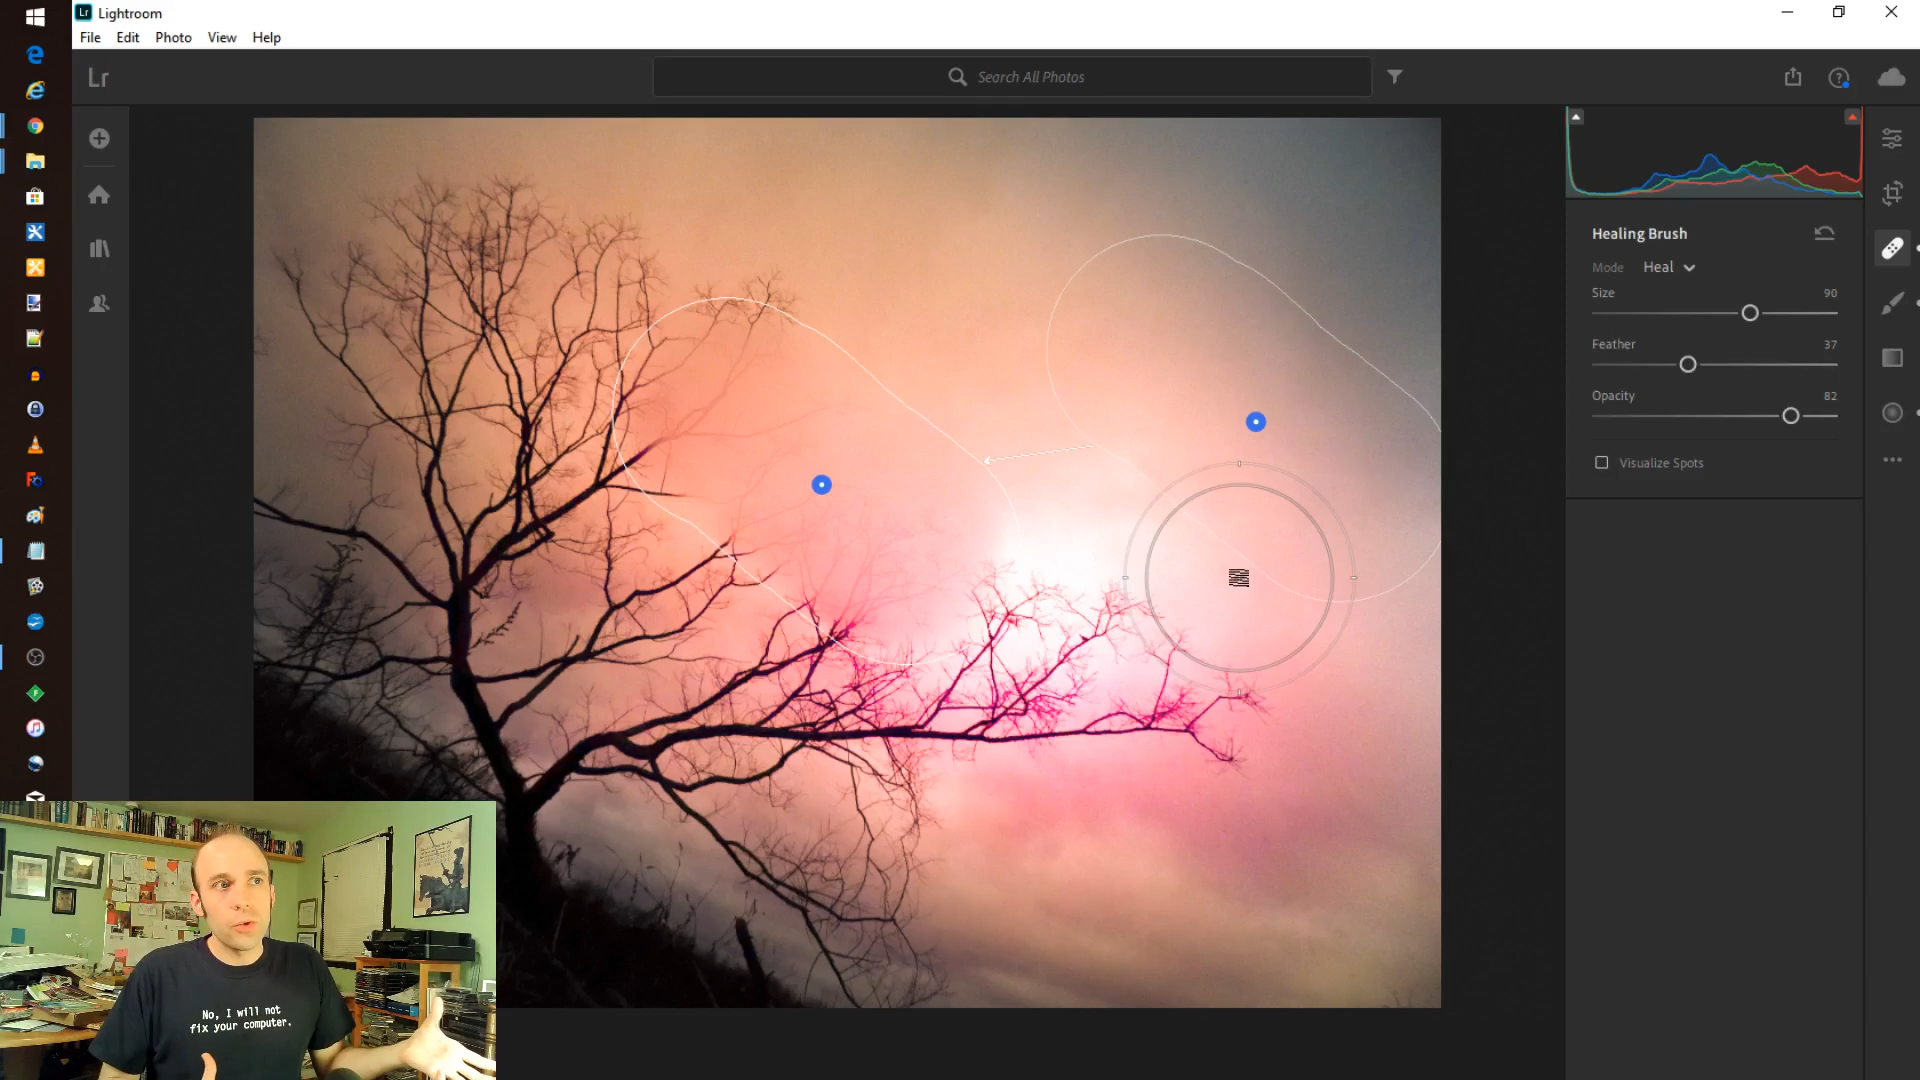 Lr Lightroom
File Edit Photo View Help
Lr
Search All Photos
Healing Brush
Mode Heal
Size 90
Feather 37
Opacity 82
Visualize Spots
No, I will not
fix your computer.